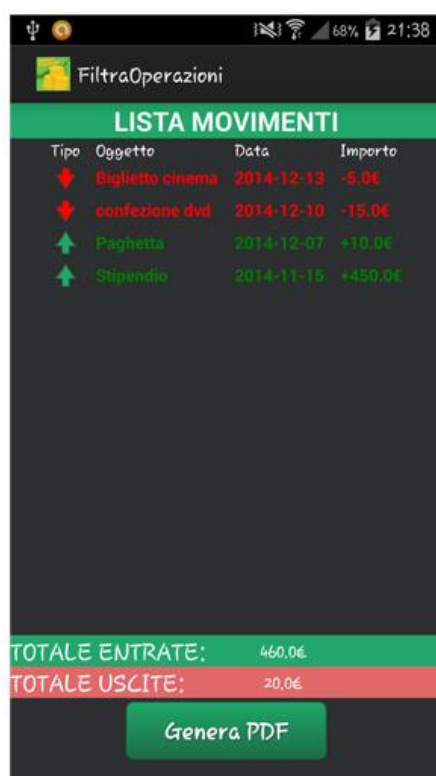 68% 21:38
FiltraOperazioni
LISTA MOVIMENTI
Tipo Oggetto Data Importo
Biglietto cinema 2014-12-13 -5.0€
confezione dvd 2014-12-10 -15.0€
Paghetta 2014-12-07 +10.0€
Stipendio 2014-11-15 +450.0€
TOTALE ENTRATE: 460,0€
TOTALE USCITE: 20,0€
Genera PDF